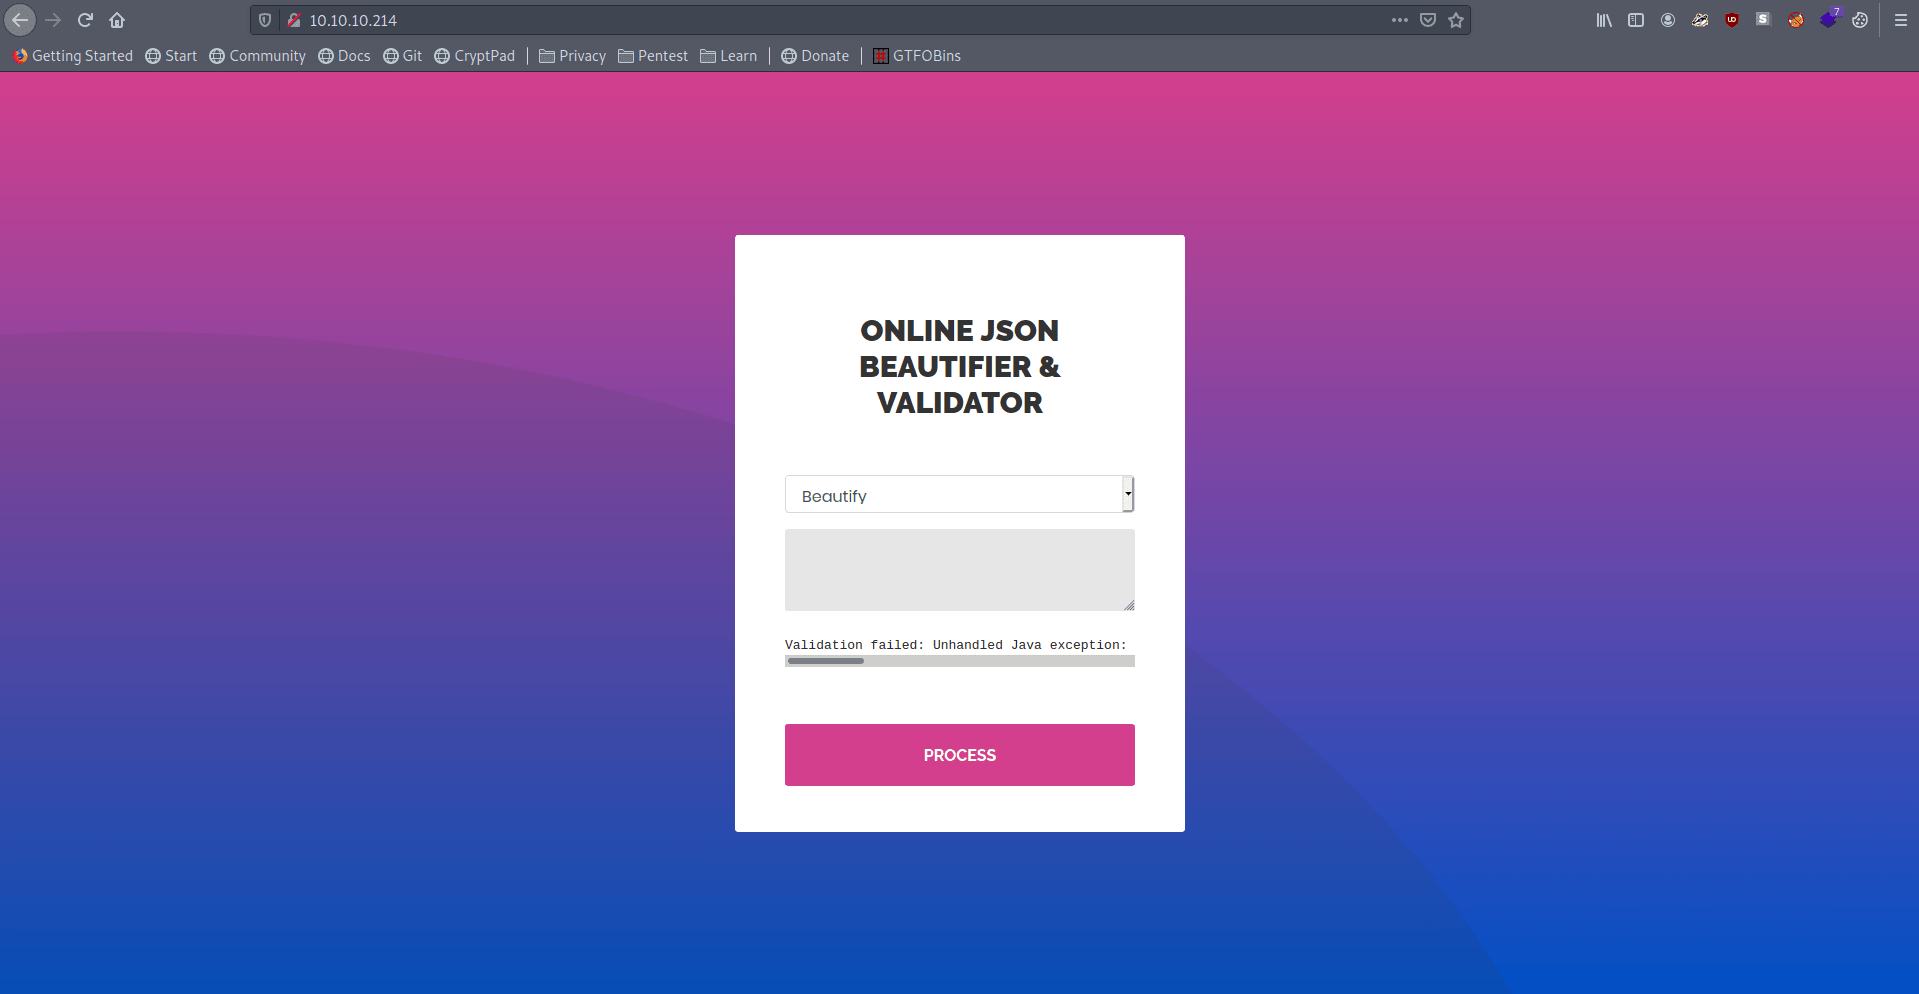 10.10.10.214
7
Getting Started Start Community Docs Git CryptPad Privacy Pentest Learn Donate GTFOBins
ONLINE JSON
BEAUTIFIER &
VALIDATOR
Beautify
Validation failed: Unhandled Java exception:
PROCESS